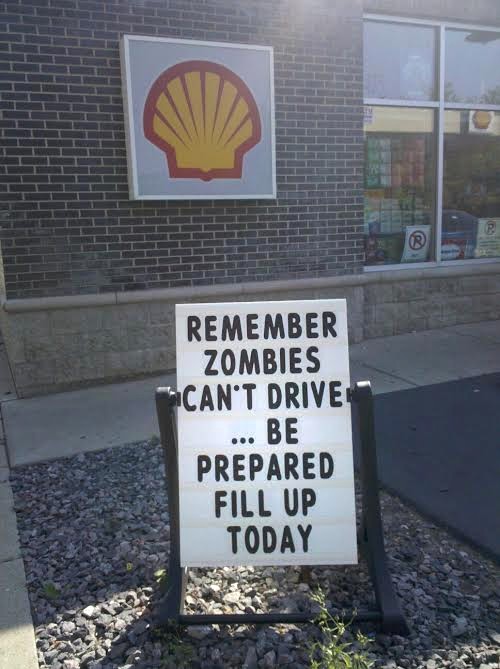 REMEMBER
ZOMBIES
CAN'T DRIVE
... BE
PREPARED
FILL UP
TODAY